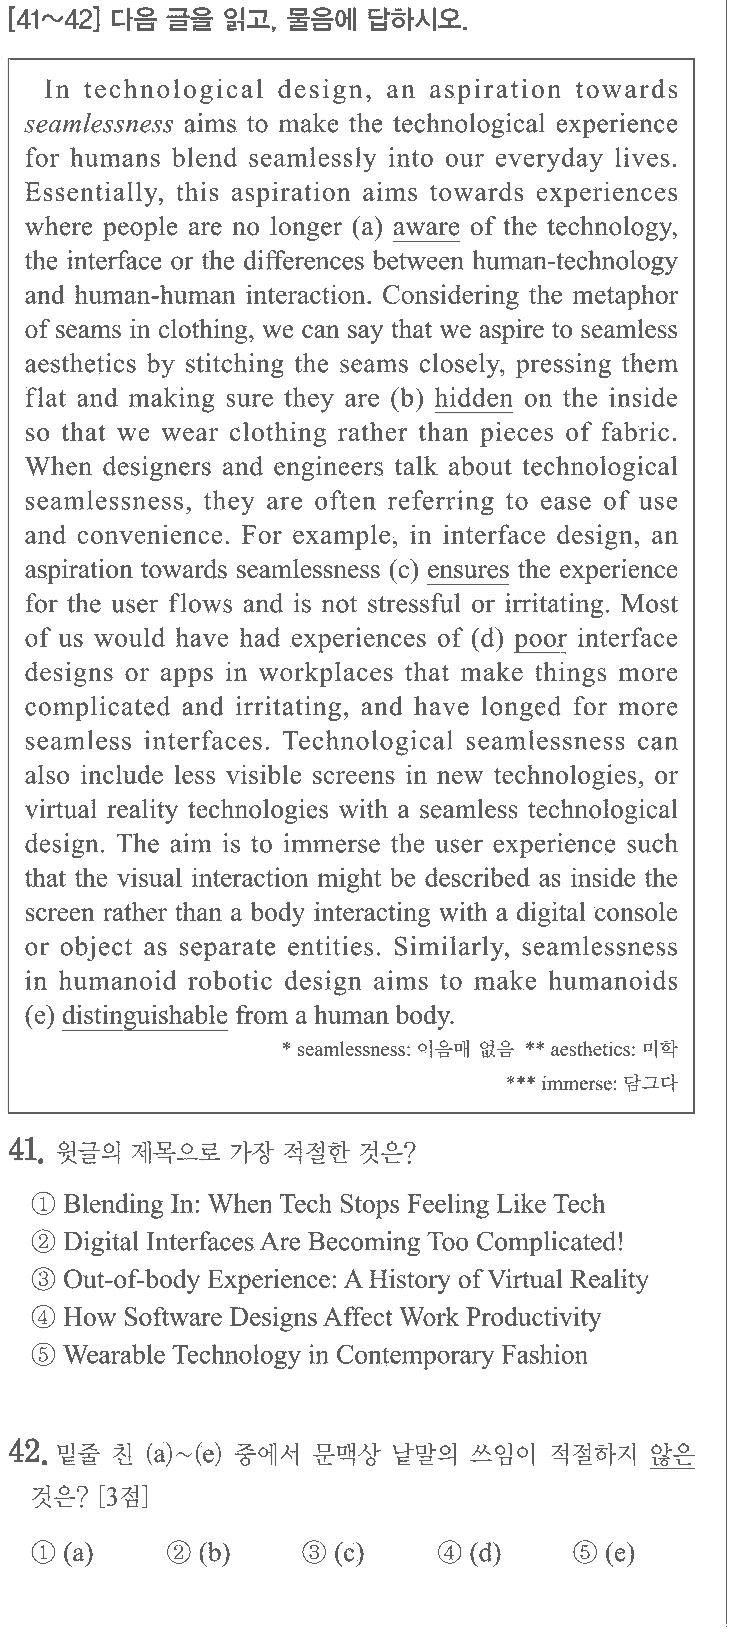 [41~42] 다음 글을 읽고, 물음에 답하시오.
In technological design, an aspiration towards
seamlessness aims to make the technological experience
for humans blend seamlessly into our everyday lives.
Essentially, this aspiration aims towards experiences
where people are no longer (a) aware of the technology,
the interface or the differences between human-technology
and human-human interaction. Considering the metaphor
of seams in clothing, we can say that we aspire to seamless
aesthetics by stitching the seams closely, pressing them
flat and making sure they are (b) hidden on the inside
so that we wear clothing rather than pieces of fabric.
When designers and engineers talk about technological
seamlessness, they are often referring to ease of use
and convenience. For example, in interface design, an
aspiration towards seamlessness (c) ensures the experience
for the user flows and is not stressful or irritating. Most
of us would have had experiences of (d) poor interface
designs or apps in workplaces that make things more
complicated and irritating, and have longed for more
seamless interfaces. Technological seamlessness can
also include less visible screens in new technologies, or
virtual reality technologies with a seamless technological
design. The aim is to immerse the user experience such
that the visual interaction might be described as inside the
screen rather than a body interacting with a digital console
or object as separate entities. Similarly, seamlessness
in humanoid robotic design aims to make humanoids
(e) distinguishable from a human body.
* seamlessness: 이음매 없음 ** aesthetics: 미학
*** immerse: 담그다
41. 윗글의 제목으로 가장 적절한 것은?
① Blending In: When Tech Stops Feeling Like Tech
② Digital Interfaces Are Becoming Too Complicated!
③ Out-of-body Experience: A History of Virtual Reality
④ How Software Designs Affect Work Productivity
⑤ Wearable Technology in Contemporary Fashion
42. 밑줄 친 (a)~(e) 중에서 문맥상 낱말의 쓰임이 적절하지 않은
것은? [3점]
① (a) ② (b) ③ (c) ④ (d) ⑤ (e)